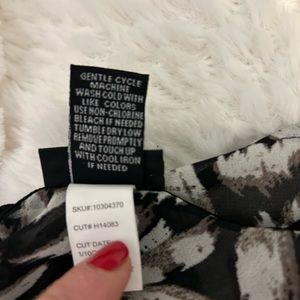 GENTLE CYCLE
MACHINE
WASH COLD WITH
LIKE COLORS
USE NON-CHLORINE
BLEACH IF NEEDED
TUMBLE DRY LOW
REMOVE PROMPTLY
AND TOUCH UP
WITH COOL IRON
IF NEEDED
SKU#:10304370
CUT# H14083
CUT DATE